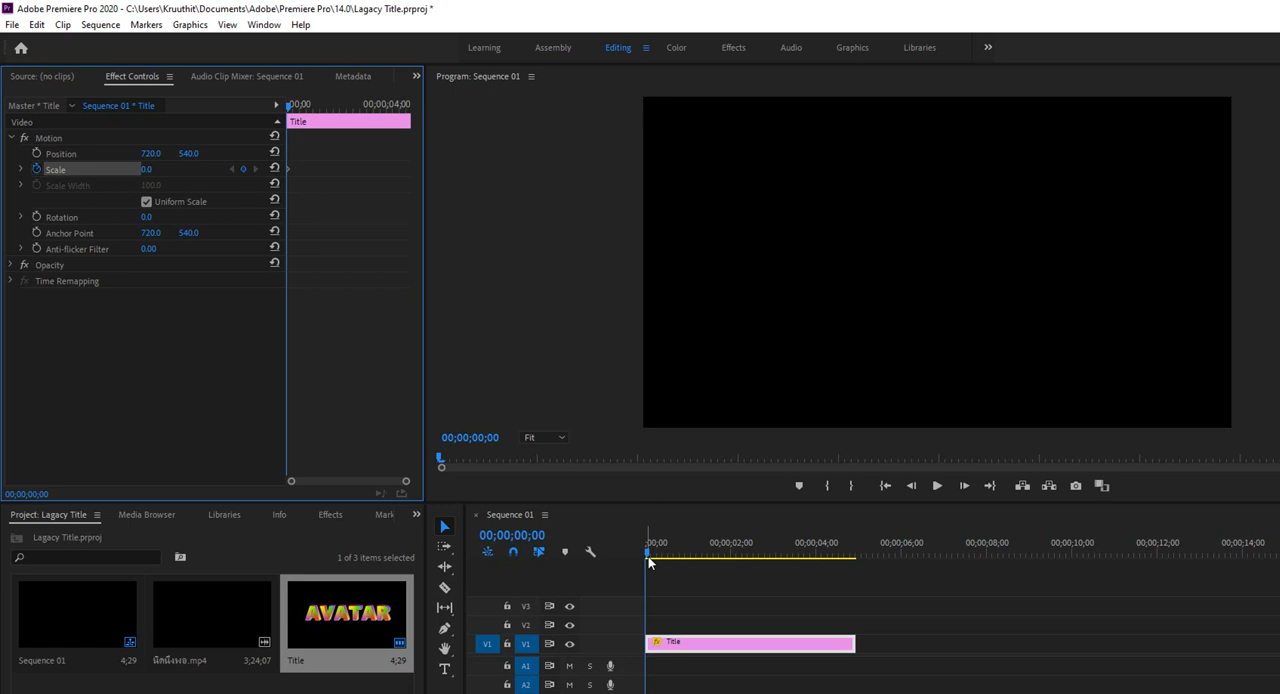 Adobe Premiere Pro 2020 - C:\Users\Kruuthit\Documents\Adobe\Premiere Pro\14.0\Lagacy Title.prproj *
File Edit Clip Sequence Markers Graphics View Window Help
Learning Assembly Editing Color Effects Audio Graphics Libraries
Source: (no clips) Effect Controls Audio Clip Mixer: Sequence 01 Metadata
Program: Sequence 01
Master * Title Sequence 01 * Title
;00;00 00;00;04;00
Video
Title
Motion
Position 720.0 540.0
Scale 0.0
Scale Width 100.0
Uniform Scale
Rotation 0.0
Anchor Point 720.0 540.0
Anti-flicker Filter 0.00
Opacity
Time Remapping
00;00;00;00 Fit
00;00;00;00
Project: Lagacy Title Media Browser Libraries Info Effects Mark
Lagacy Title.prproj
1 of 3 items selected
AVATAR
Sequence 01 4;29
4;29
3;24;07
Title
Sequence 01
00;00;00;00
;00;00 00;00;02;00 00;00;04;00 00;00;06;00 00;00;08;00 00;00;10;00 00;00;12;00 00;00;14;00
V3
V2
V1 V1 Title
A1 M S
A2 M S